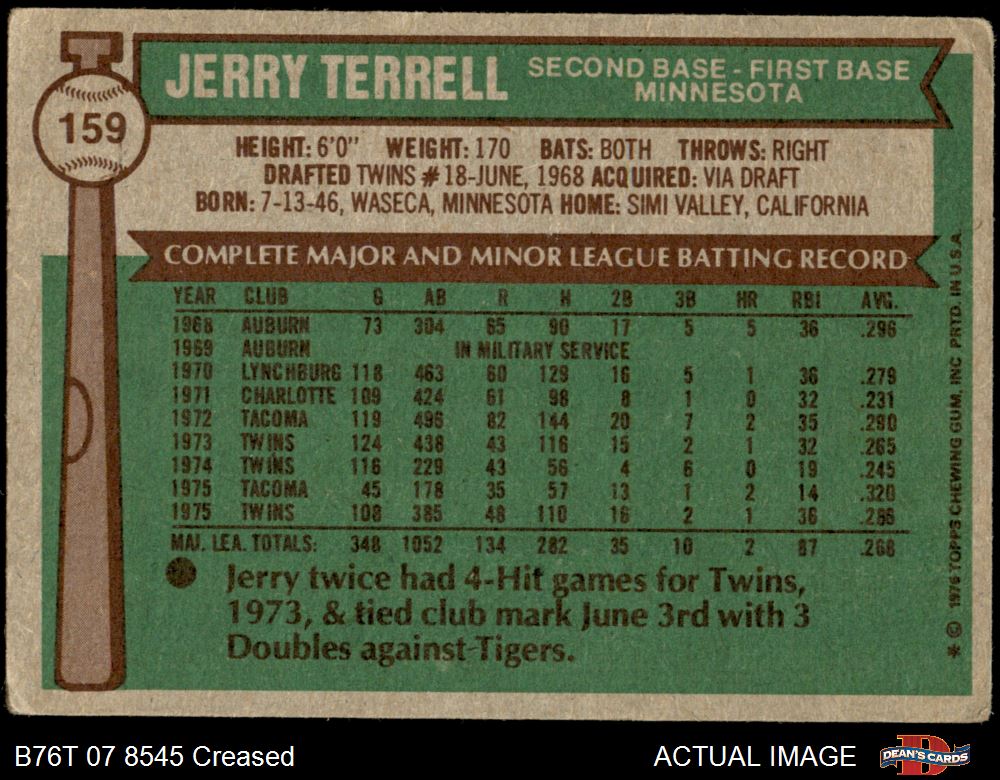 159
JERRY TERRELL
SECOND BASE - FIRST BASE
MINNESOTA
HEIGHT: 6'0" WEIGHT: 170 BATS: BOTH THROWS: RIGHT
DRAFTED TWINS #18-JUNE, 1968 ACQUIRED: VIA DRAFT
BORN: 7-13-46, WASECA, MINNESOTA HOME: SIMI VALLEY, CALIFORNIA
COMPLETE MAJOR AND MINOR LEAGUE BATTING RECORD
YEAR CLUB G AB R H 2B 3B HR RBI AVG.
1968 AUBURN 73 304 65 90 17 5 5 36 .296
1969 AUBURN IN MILITARY SERVICE
1970 LYNCHBURG 118 463 60 129 16 5 1 36 .279
1971 CHARLOTTE 109 424 61 98 8 1 0 32 .231
1972 TACOMA 119 496 82 144 20 7 2 35 .290
1973 TWINS 124 438 43 116 15 2 1 32 .265
1974 TWINS 116 229 43 56 4 6 0 19 .245
1975 TACOMA 45 178 35 57 13 1 2 14 .320
1975 TWINS 108 385 48 110 16 2 1 36 .286
MAJ. LEA. TOTALS: 348 1052 134 282 35 10 2 87 .268
Jerry twice had 4-Hit games for Twins,
1973, & tied club mark June 3rd with 3
Doubles against Tigers.
* © 1976 TOPPS CHEWING GUM, INC PRTD. IN U.S.A.
B76T 07 8545 Creased
ACTUAL IMAGE
DEAN'S CARDS